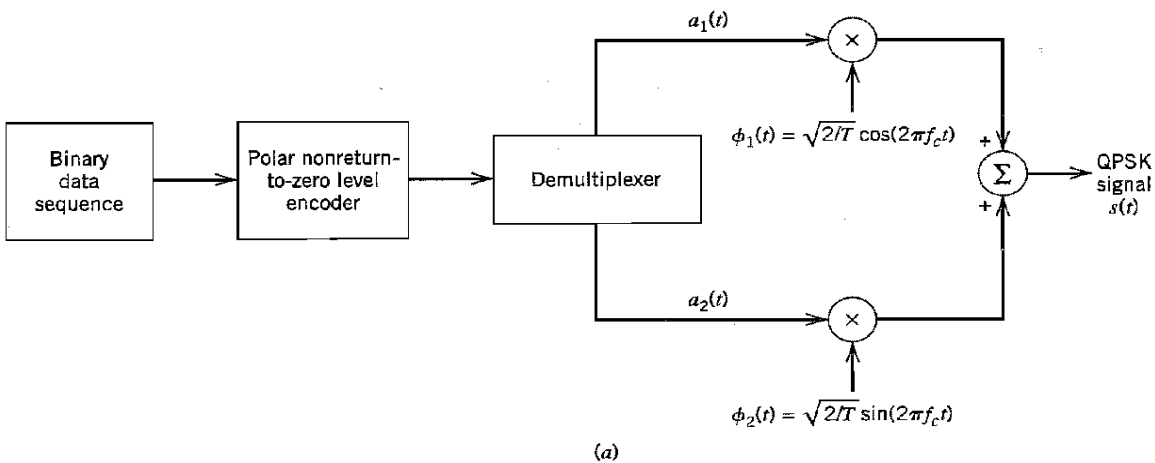 a₁(t)
×
ϕ₁(t) = √2/T cos(2πf_ct)
Binary
data
sequence
Polar nonreturn-
to-zero level
encoder
Demultiplexer
+
Σ
+
QPSK
signal
s(t)
a₂(t)
×
ϕ₂(t) = √2/T sin(2πf_ct)
(a)